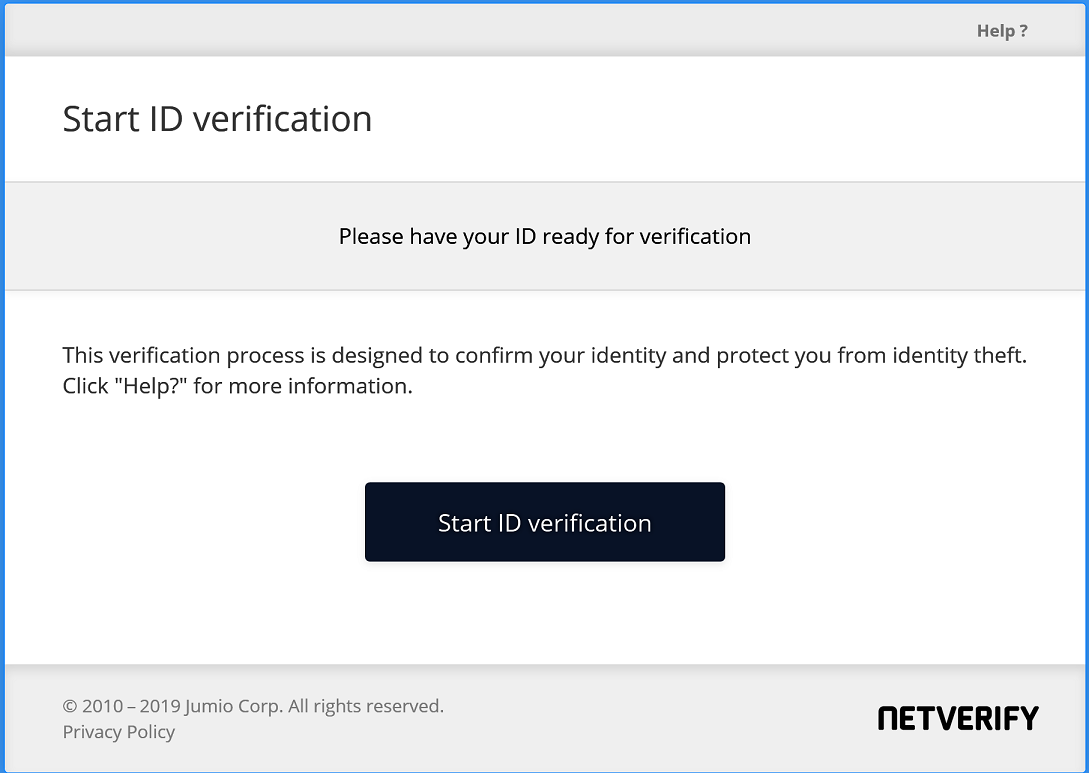 Help ?
Start ID verification
Please have your ID ready for verification
This verification process is designed to confirm your identity and protect you from identity theft.
Click "Help?" for more information.
Start ID verification
© 2010 – 2019 Jumio Corp. All rights reserved.
Privacy Policy
NETVERIFY